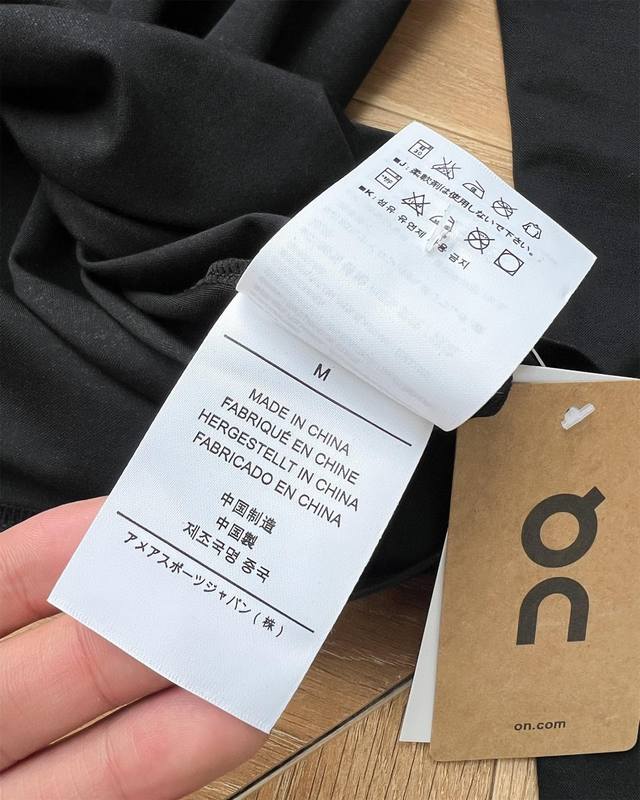 ■J：柔軟剤は使用しないで下さい。
■K：섬유 유연제 사용 금지
M
MADE IN CHINA
FABRIQUÉ EN CHINE
HERGESTELLT IN CHINA
FABRICADO EN CHINA
中国制造
中国製
제조국명 중국
アメアスポーツジャパン(株)
on
on.com